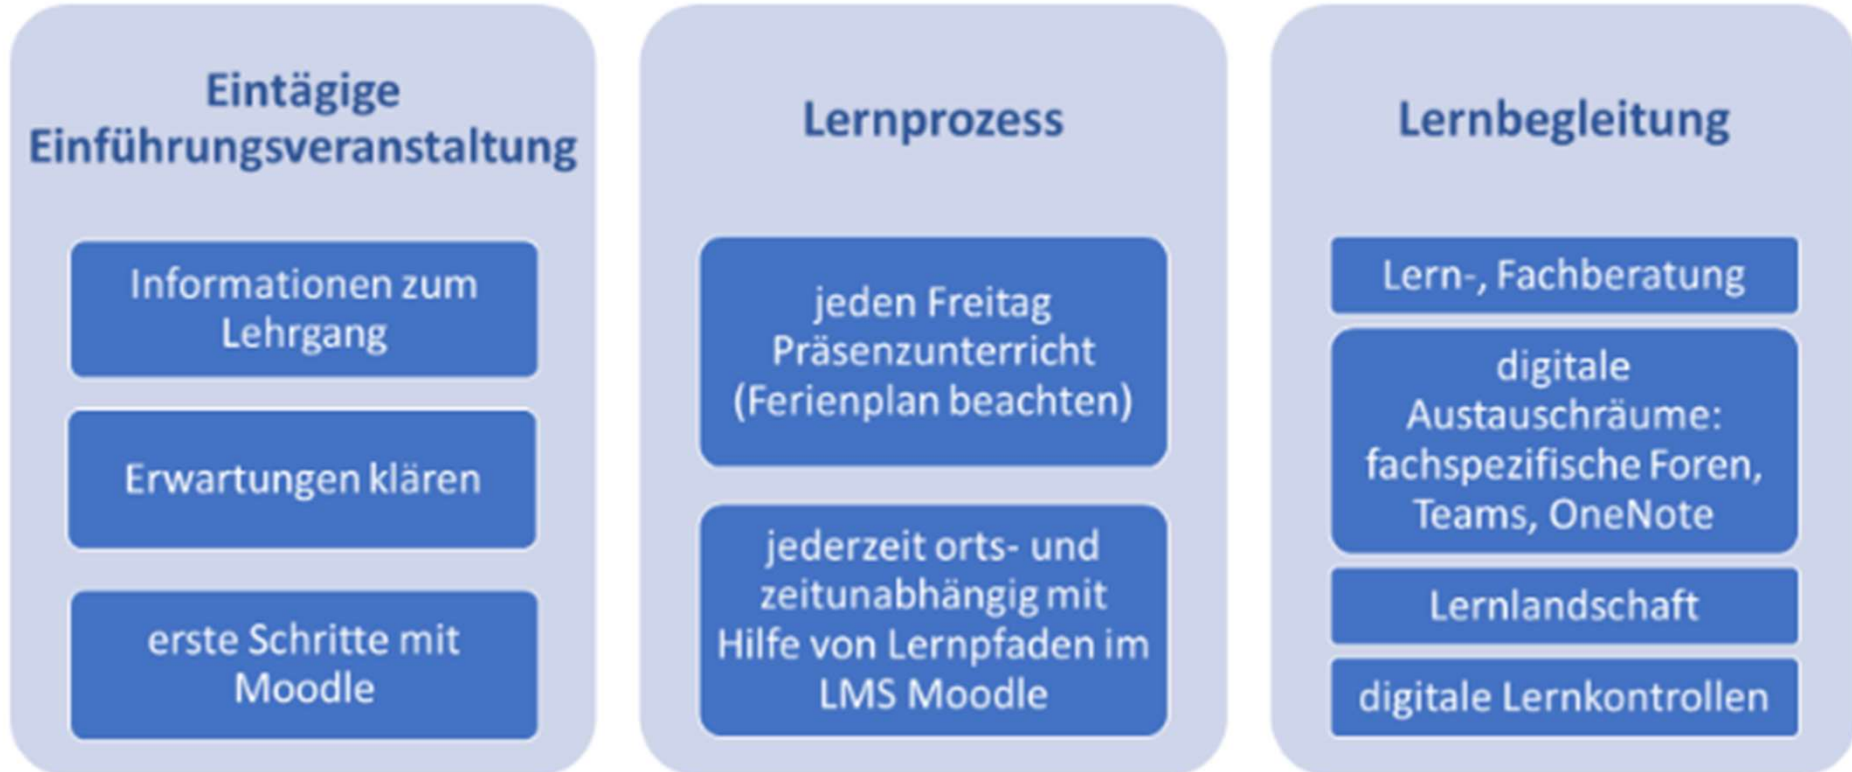 Eintägige
Einführungsveranstaltung
Informationen zum
Lehrgang
Erwartungen klären
erste Schritte mit
Moodle
Lernprozess
jeden Freitag
Präsenzunterricht
(Ferienplan beachten)
jederzeit orts- und
zeitunabhängig mit
Hilfe von Lernpfaden im
LMS Moodle
Lernbegleitung
Lern-, Fachberatung
digitale
Austauschräume:
fachspezifische Foren,
Teams, OneNote
Lernlandschaft
digitale Lernkontrollen